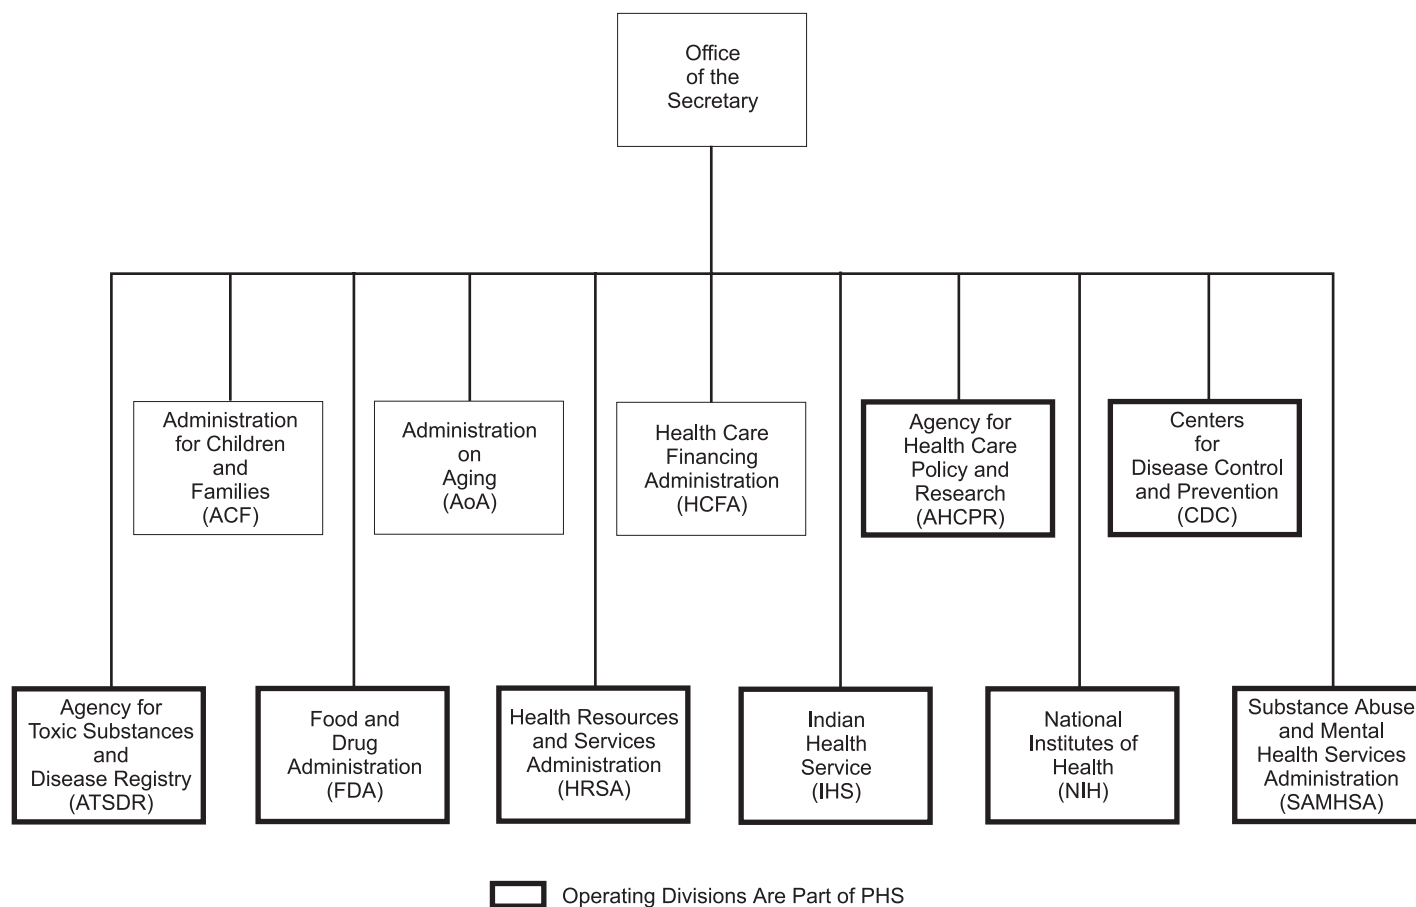 Office
of the
Secretary
Administration
for Children
and
Families
(ACF)
Administration
on
Aging
(AoA)
Health Care
Financing
Administration
(HCFA)
Agency for
Health Care
Policy and
Research
(AHCPR)
Centers
for
Disease Control
and Prevention
(CDC)
Agency for
Toxic Substances
and
Disease Registry
(ATSDR)
Food and
Drug
Administration
(FDA)
Health Resources
and Services
Administration
(HRSA)
Indian
Health
Service
(IHS)
National
Institutes of
Health
(NIH)
Substance Abuse
and Mental
Health Services
Administration
(SAMHSA)
Operating Divisions Are Part of PHS